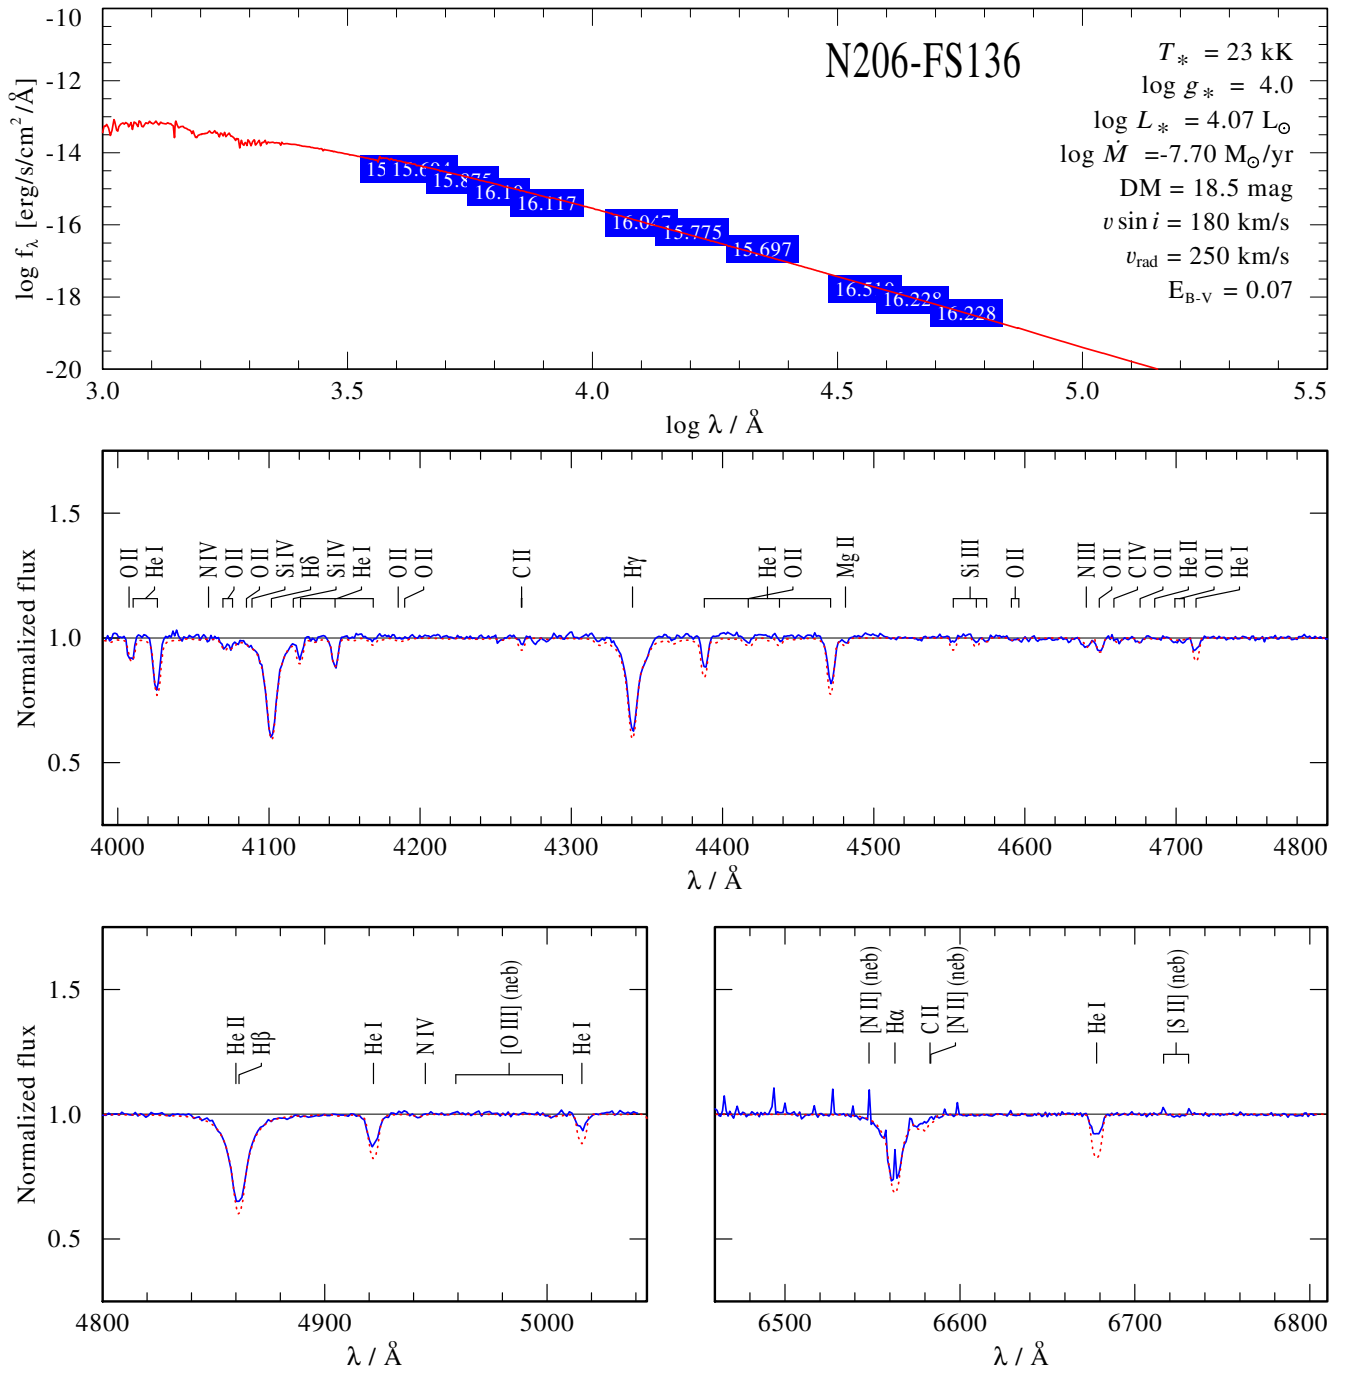 N206-FS136
T* = 23 kK
log g* = 4.0
log L* = 4.07 L⊙
log Ṁ =-7.70 M⊙/yr
DM = 18.5 mag
v sin i = 180 km/s
v_rad = 250 km/s
E_B-V = 0.07
log f_λ [erg/s/cm²/Å]
-10
-12
-14
-16
-18
-20
15.875
16.117
15.775
15.697
16.228
16.228
3.0 3.5 4.0 4.5 5.0 5.5
log λ / Å
Normalized flux
1.5
1.0
0.5
O II He I N IV O II O II Si IV Hδ Si IV He I O II O II C II Hγ He I O II Mg II Si III O II N III O II C IV O II He II O II He I
4000 4100 4200 4300 4400 4500 4600 4700 4800
λ / Å
Normalized flux
1.5
1.0
0.5
He II Hβ He I N IV [O III] (neb) He I
4800 4900 5000
λ / Å
[N II] (neb) Hα C II [N II] (neb) He I [S II] (neb)
6500 6600 6700 6800
λ / Å